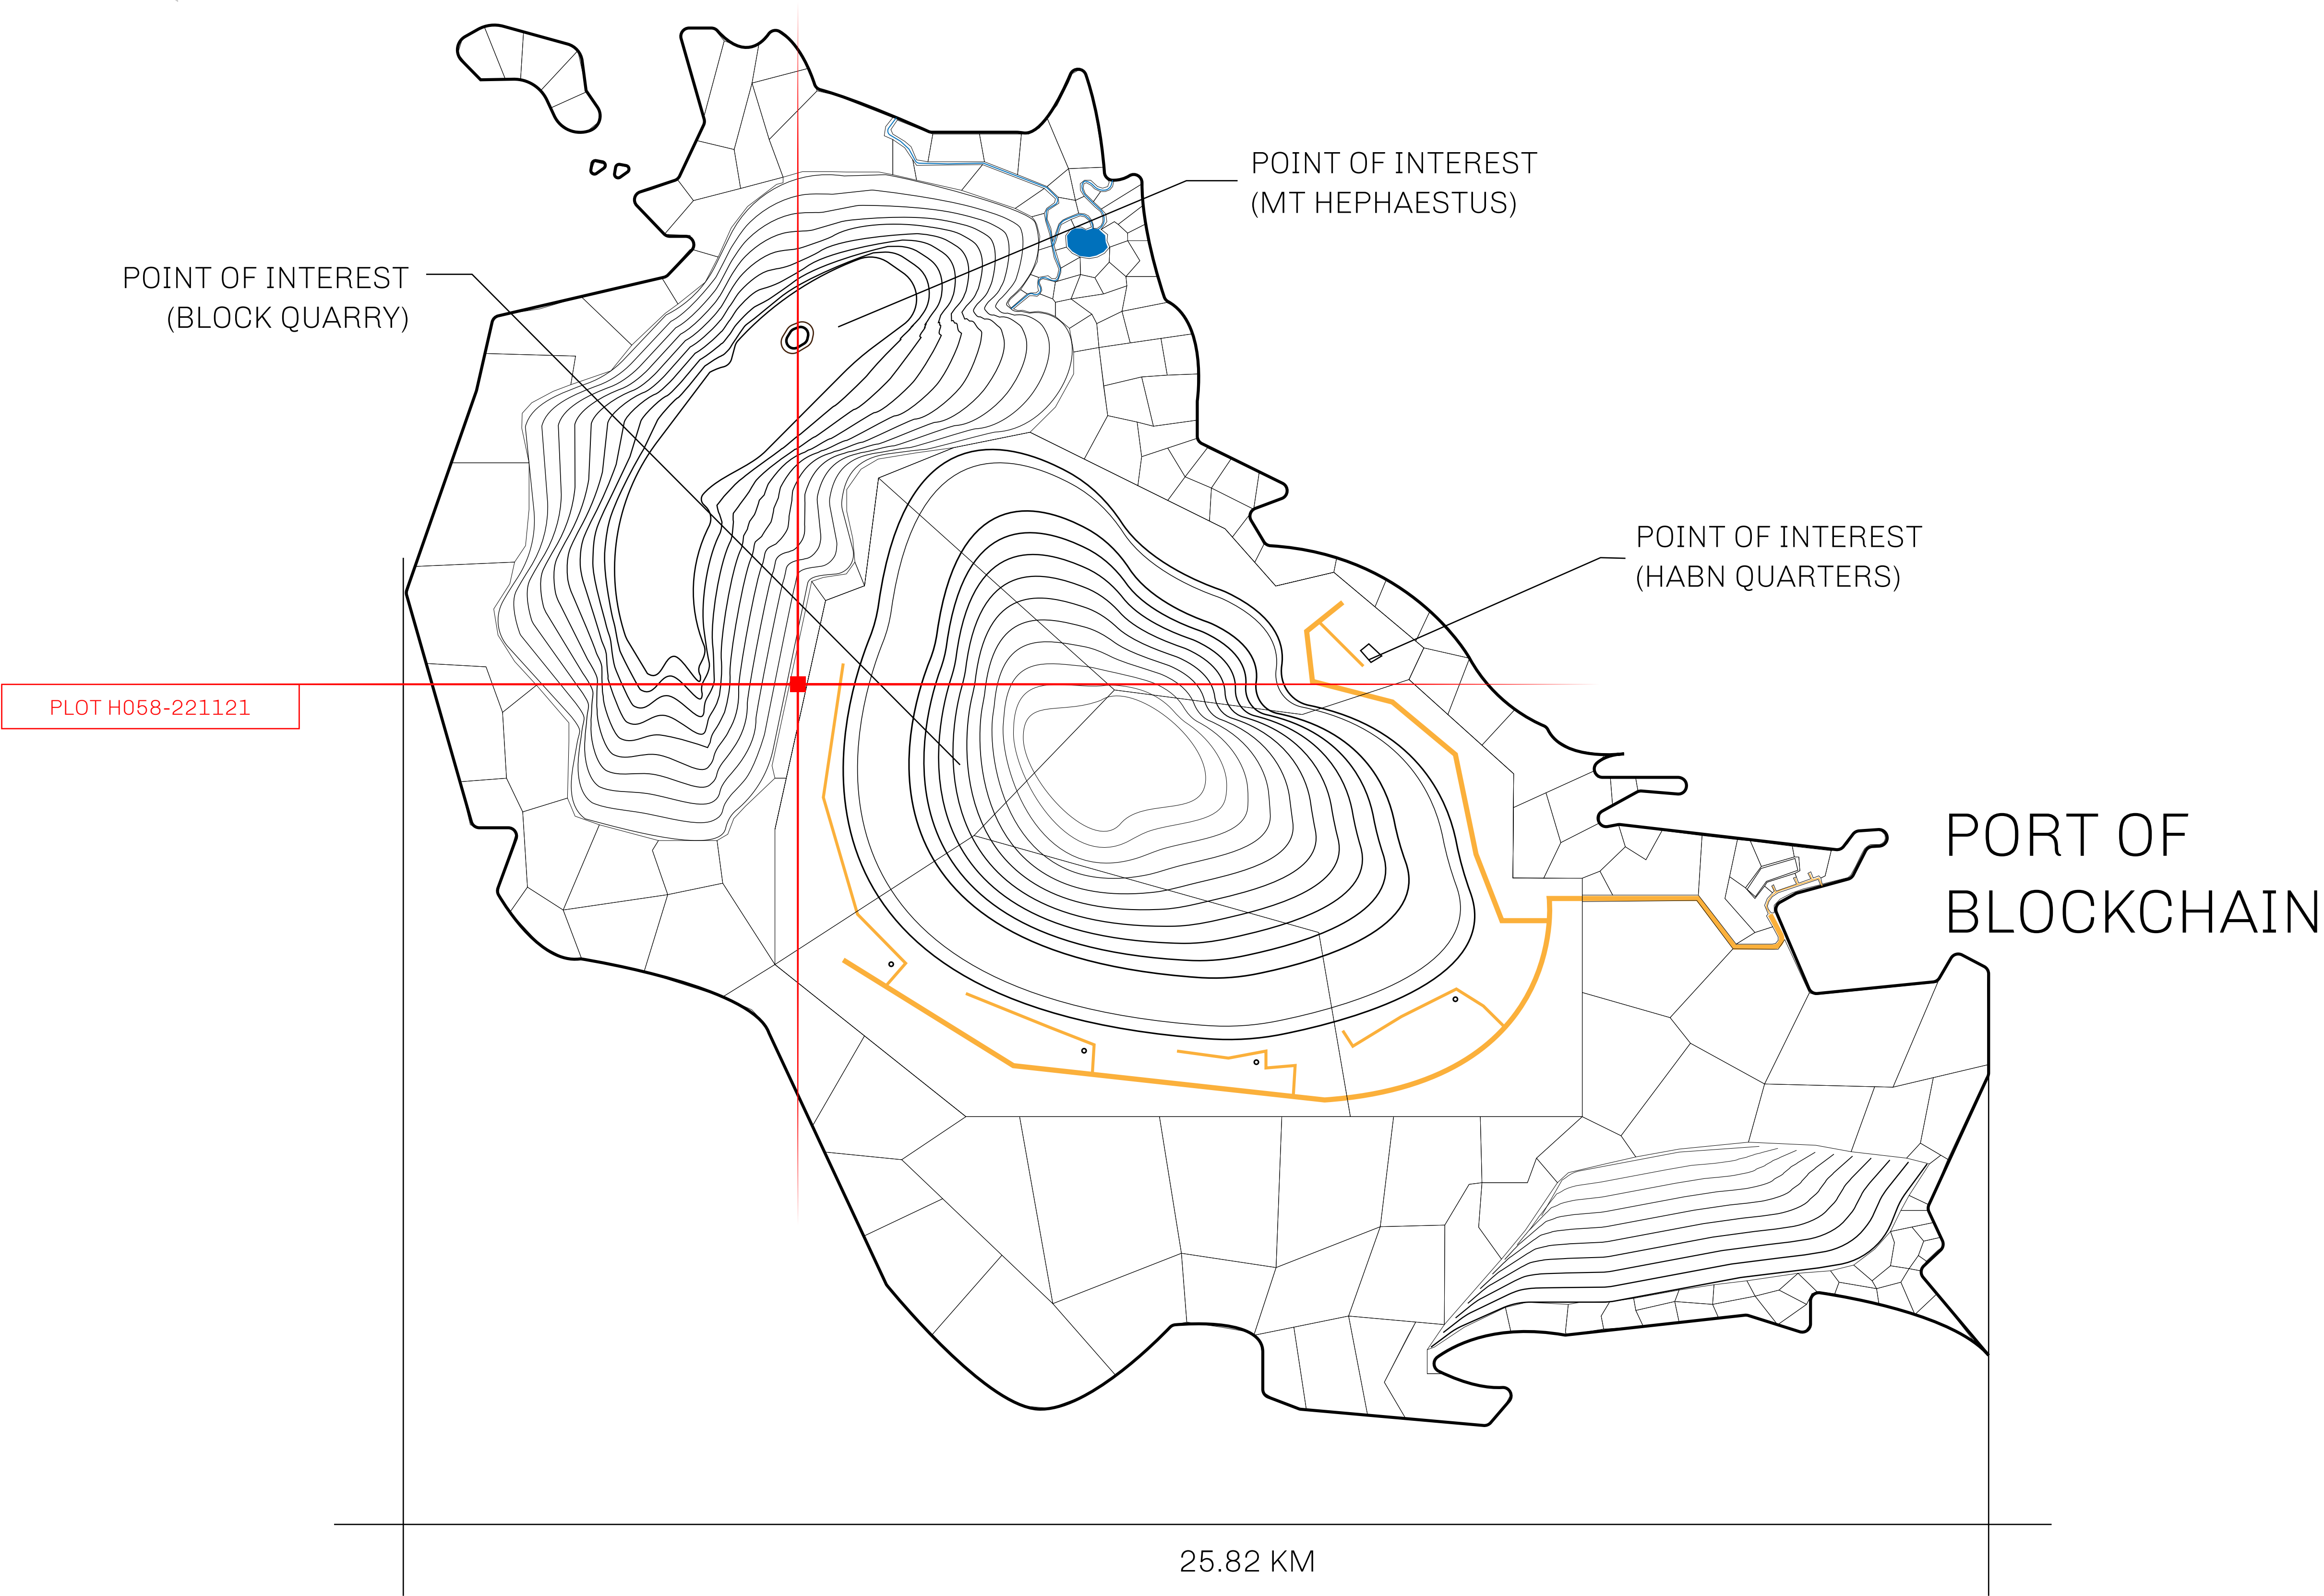 POINT OF INTEREST
(MT HEPHAESTUS)
POINT OF INTEREST
(BLOCK QUARRY)
POINT OF INTEREST
(HABN QUARTERS)
PLOT H058-221121
PORT OF
BLOCKCHAIN
25.82 KM